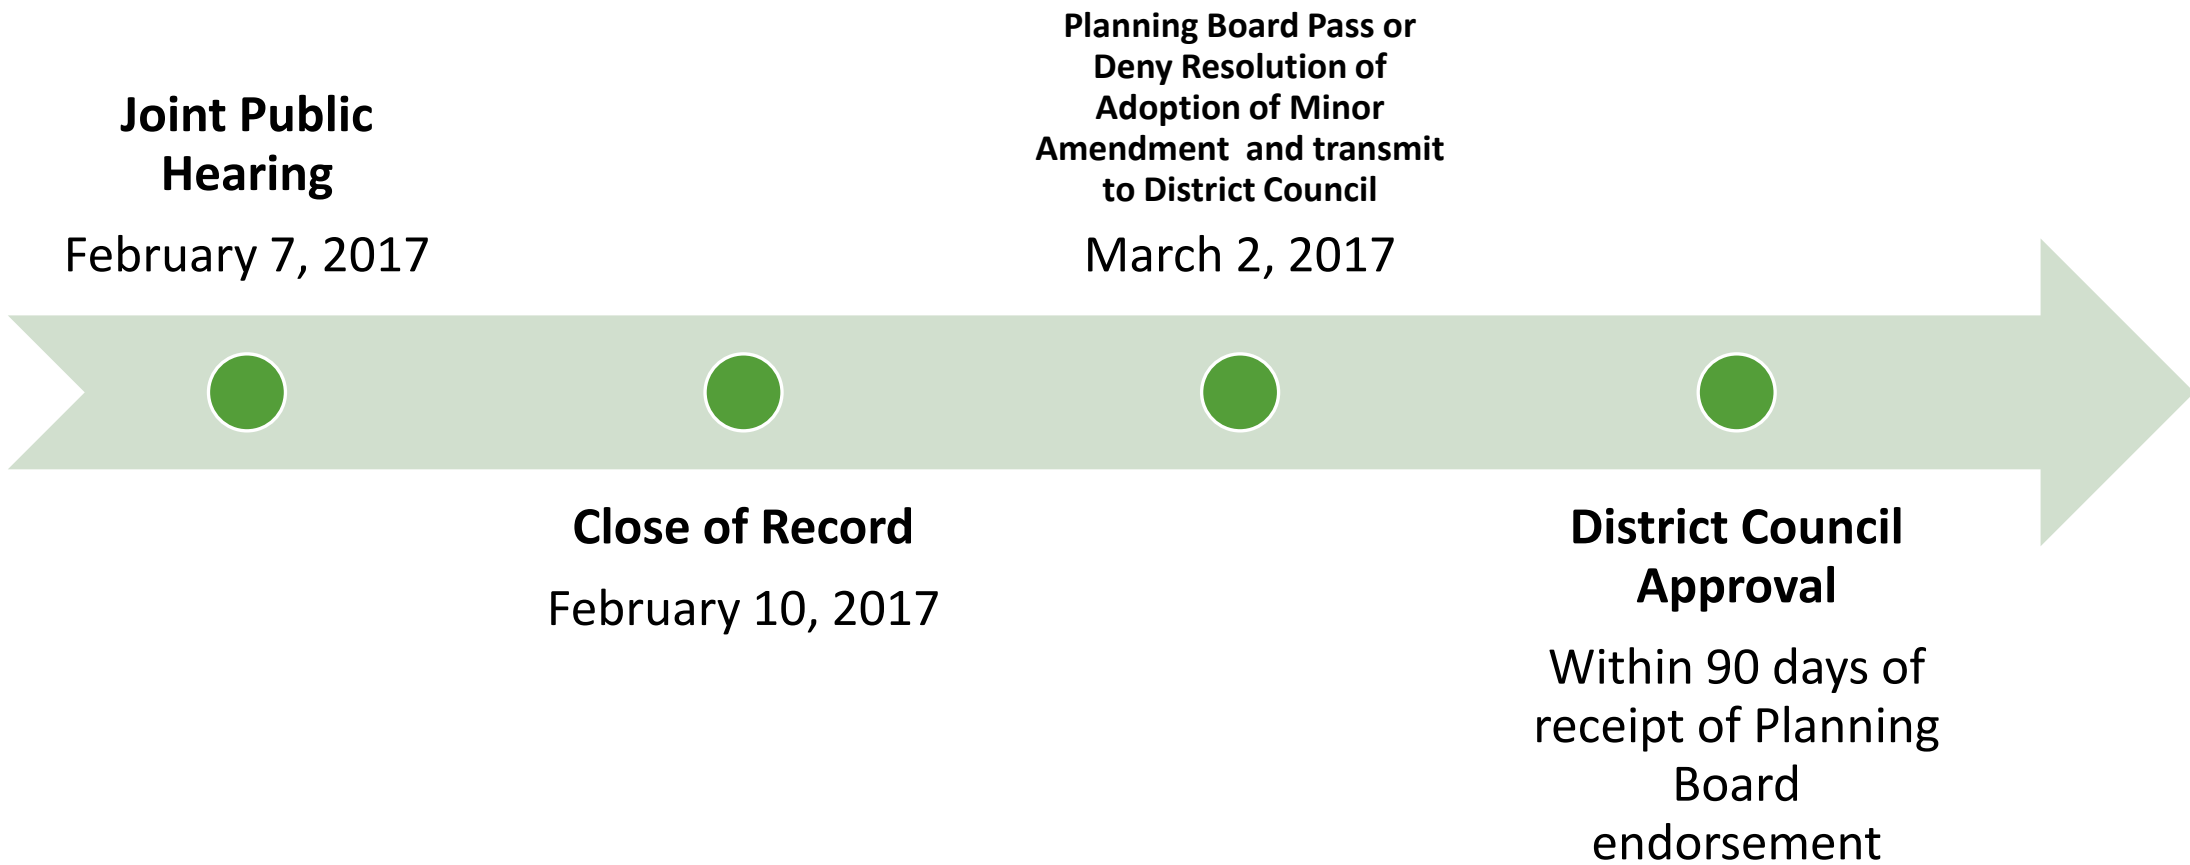 Joint Public
Hearing
February 7, 2017
Close of Record
February 10, 2017
Planning Board Pass or
Deny Resolution of
Adoption of Minor
Amendment  and transmit
to District Council
March 2, 2017
District Council
Approval
Within 90 days of
receipt of Planning
Board
endorsement